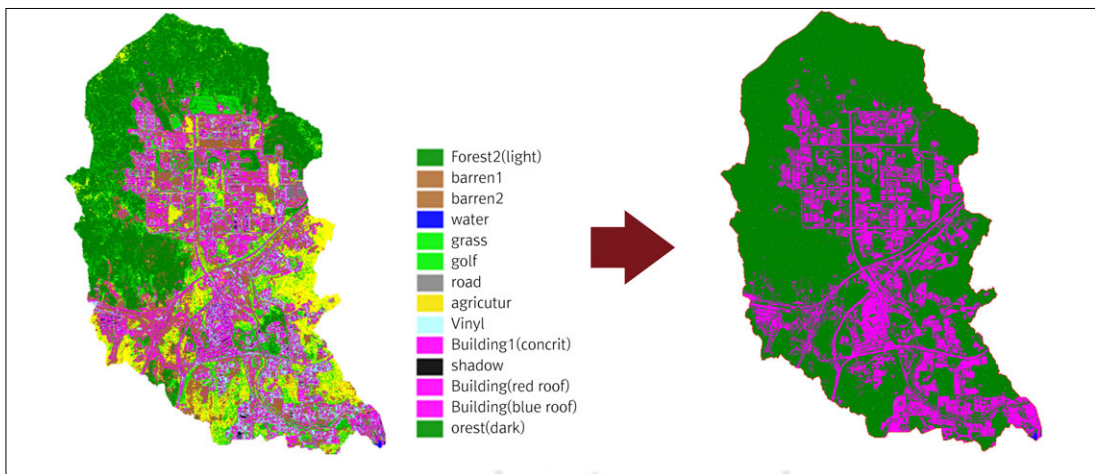 Forest2(light)
barren1
barren2
water
grass
golf
road
agricutur
Vinyl
Building1(concrit)
shadow
Building(red roof)
Building(blue roof)
orest(dark)